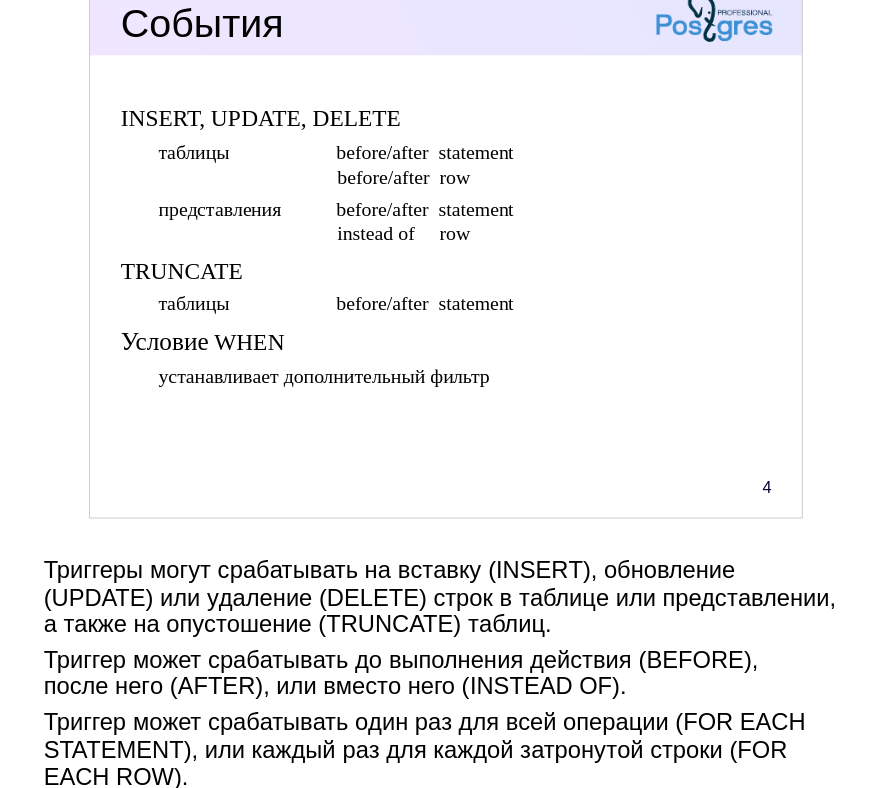 События
PROFESSIONAL
Postgres
INSERT, UPDATE, DELETE
таблицы before/after statement
before/after row
представления before/after statement
instead of row
TRUNCATE
таблицы before/after statement
Условие WHEN
устанавливает дополнительный фильтр
4
Триггеры могут срабатывать на вставку (INSERT), обновление
(UPDATE) или удаление (DELETE) строк в таблице или представлении,
а также на опустошение (TRUNCATE) таблиц.
Триггер может срабатывать до выполнения действия (BEFORE),
после него (AFTER), или вместо него (INSTEAD OF).
Триггер может срабатывать один раз для всей операции (FOR EACH
STATEMENT), или каждый раз для каждой затронутой строки (FOR
EACH ROW).